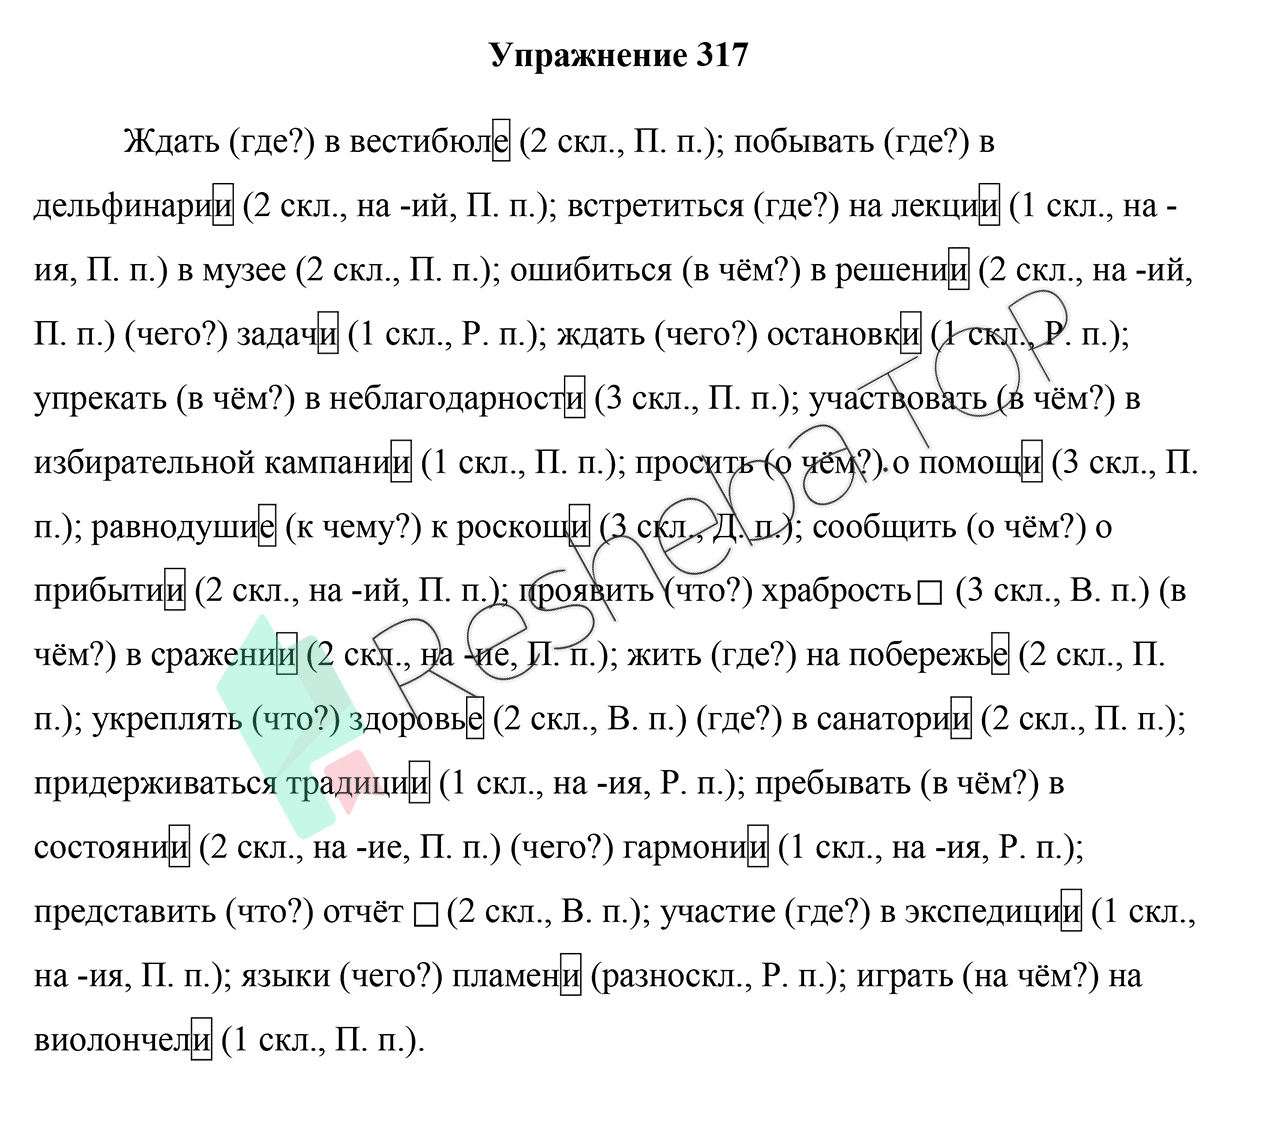 Упражнение 317
Ждать (где?) в вестибюле (2 скл., П. п.); побывать (где?) в
дельфинарии (2 скл., на -ий, П. п.); встретиться (где?) на лекции (1 скл., на -
ия, П. п.) в музее (2 скл., П. п.); ошибиться (в чём?) в решении (2 скл., на -ий,
П. п.) (чего?) задачи (1 скл., Р. п.); ждать (чего?) остановки (1 скл., Р. п.);
упрекать (в чём?) в неблагодарности (3 скл., П. п.); участвовать (в чём?) в
избирательной кампании (1 скл., П. п.); просить (о чём?) о помощи (3 скл., П.
п.); равнодушие (к чему?) к роскоши (3 скл., Д. п.); сообщить (о чём?) о
прибытии (2 скл., на -ий, П. п.); проявить (что?) храбрость (3 скл., В. п.) (в
чём?) в сражении (2 скл., на -ие, П. п.); жить (где?) на побережье (2 скл., П.
п.); укреплять (что?) здоровье (2 скл., В. п.) (где?) в санатории (2 скл., П. п.);
придерживаться традиции (1 скл., на -ия, Р. п.); пребывать (в чём?) в
состоянии (2 скл., на -ие, П. п.) (чего?) гармонии (1 скл., на -ия, Р. п.);
представить (что?) отчёт (2 скл., В. п.); участие (где?) в экспедиции (1 скл.,
на -ия, П. п.); языки (чего?) пламени (разноскл., Р. п.); играть (на чём?) на
виолончели (1 скл., П. п.).
Resheba.TOP